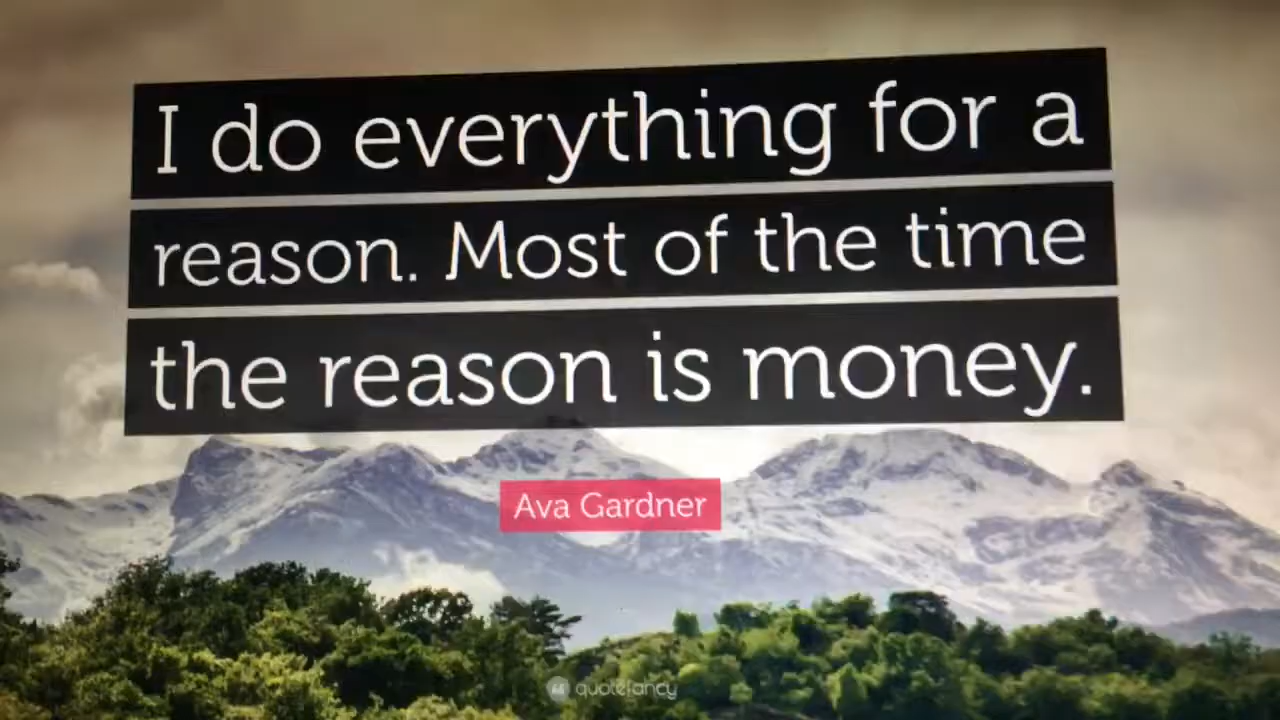 I do everything for a
reason. Most of the time
the reason is money.
Ava Gardner
quotefancy